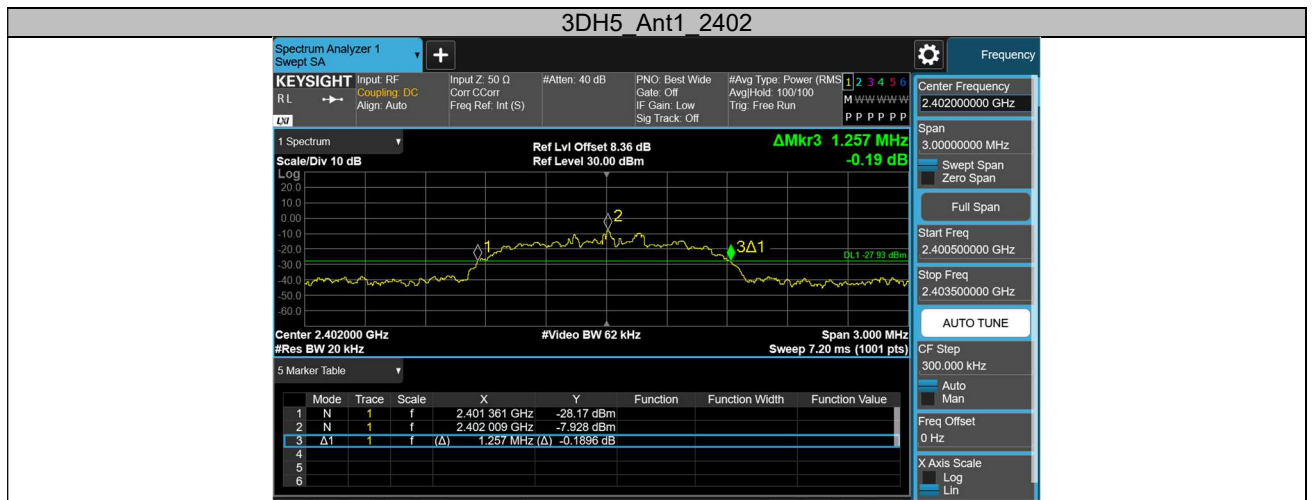 3DH5_Ant1_2402
Spectrum Analyzer 1
Swept SA
+
Frequency
KEYSIGHT
RL
LXI
Input: RF
Coupling: DC
Align: Auto
Input Z: 50 Ω
Corr CCorr
Freq Ref: Int (S)
#Atten: 40 dB
PNO: Best Wide
Gate: Off
IF Gain: Low
Sig Track: Off
#Avg Type: Power (RMS
Avg|Hold: 100/100
Trig: Free Run
1 2 3 4 5 6
M W W W W W
P P P P P P
1 Spectrum
Scale/Div 10 dB
Ref Lvl Offset 8.36 dB
Ref Level 30.00 dBm
ΔMkr3 1.257 MHz
-0.19 dB
Log
20.0
10.0
0.00
-10.0
-20.0
-30.0
-40.0
-50.0
-60.0
1
2
3Δ1
DL1 -27.93 dBm
Center 2.402000 GHz
#Video BW 62 kHz
Span 3.000 MHz
#Res BW 20 kHz
Sweep 7.20 ms (1001 pts)
5 Marker Table
Mode Trace Scale X Y Function Function Width Function Value
1 N 1 f 2.401 361 GHz -28.17 dBm
2 N 1 f 2.402 009 GHz -7.928 dBm
3 Δ1 1 f (Δ) 1.257 MHz (Δ) -0.1896 dB
4
5
6
Center Frequency
2.402000000 GHz
Span
3.00000000 MHz
Swept Span
Zero Span
Full Span
Start Freq
2.400500000 GHz
Stop Freq
2.403500000 GHz
AUTO TUNE
CF Step
300.000 kHz
Auto
Man
Freq Offset
0 Hz
X Axis Scale
Log
Lin